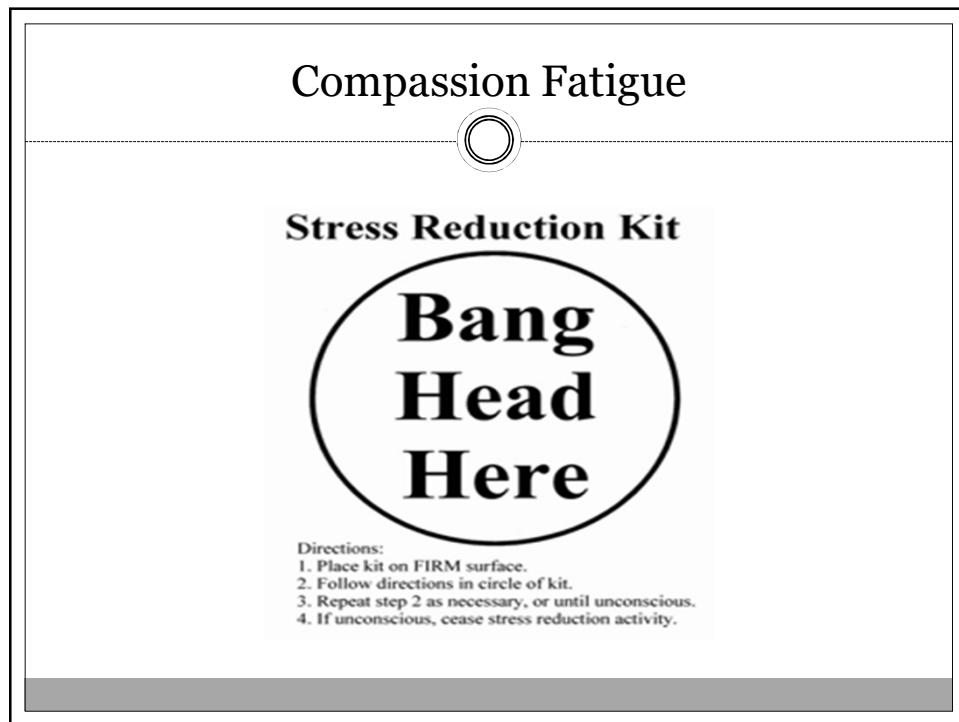 Compassion Fatigue
Stress Reduction Kit
Bang
Head
Here
Directions:
1. Place kit on FIRM surface.
2. Follow directions in circle of kit.
3. Repeat step 2 as necessary, or until unconscious.
4. If unconscious, cease stress reduction activity.